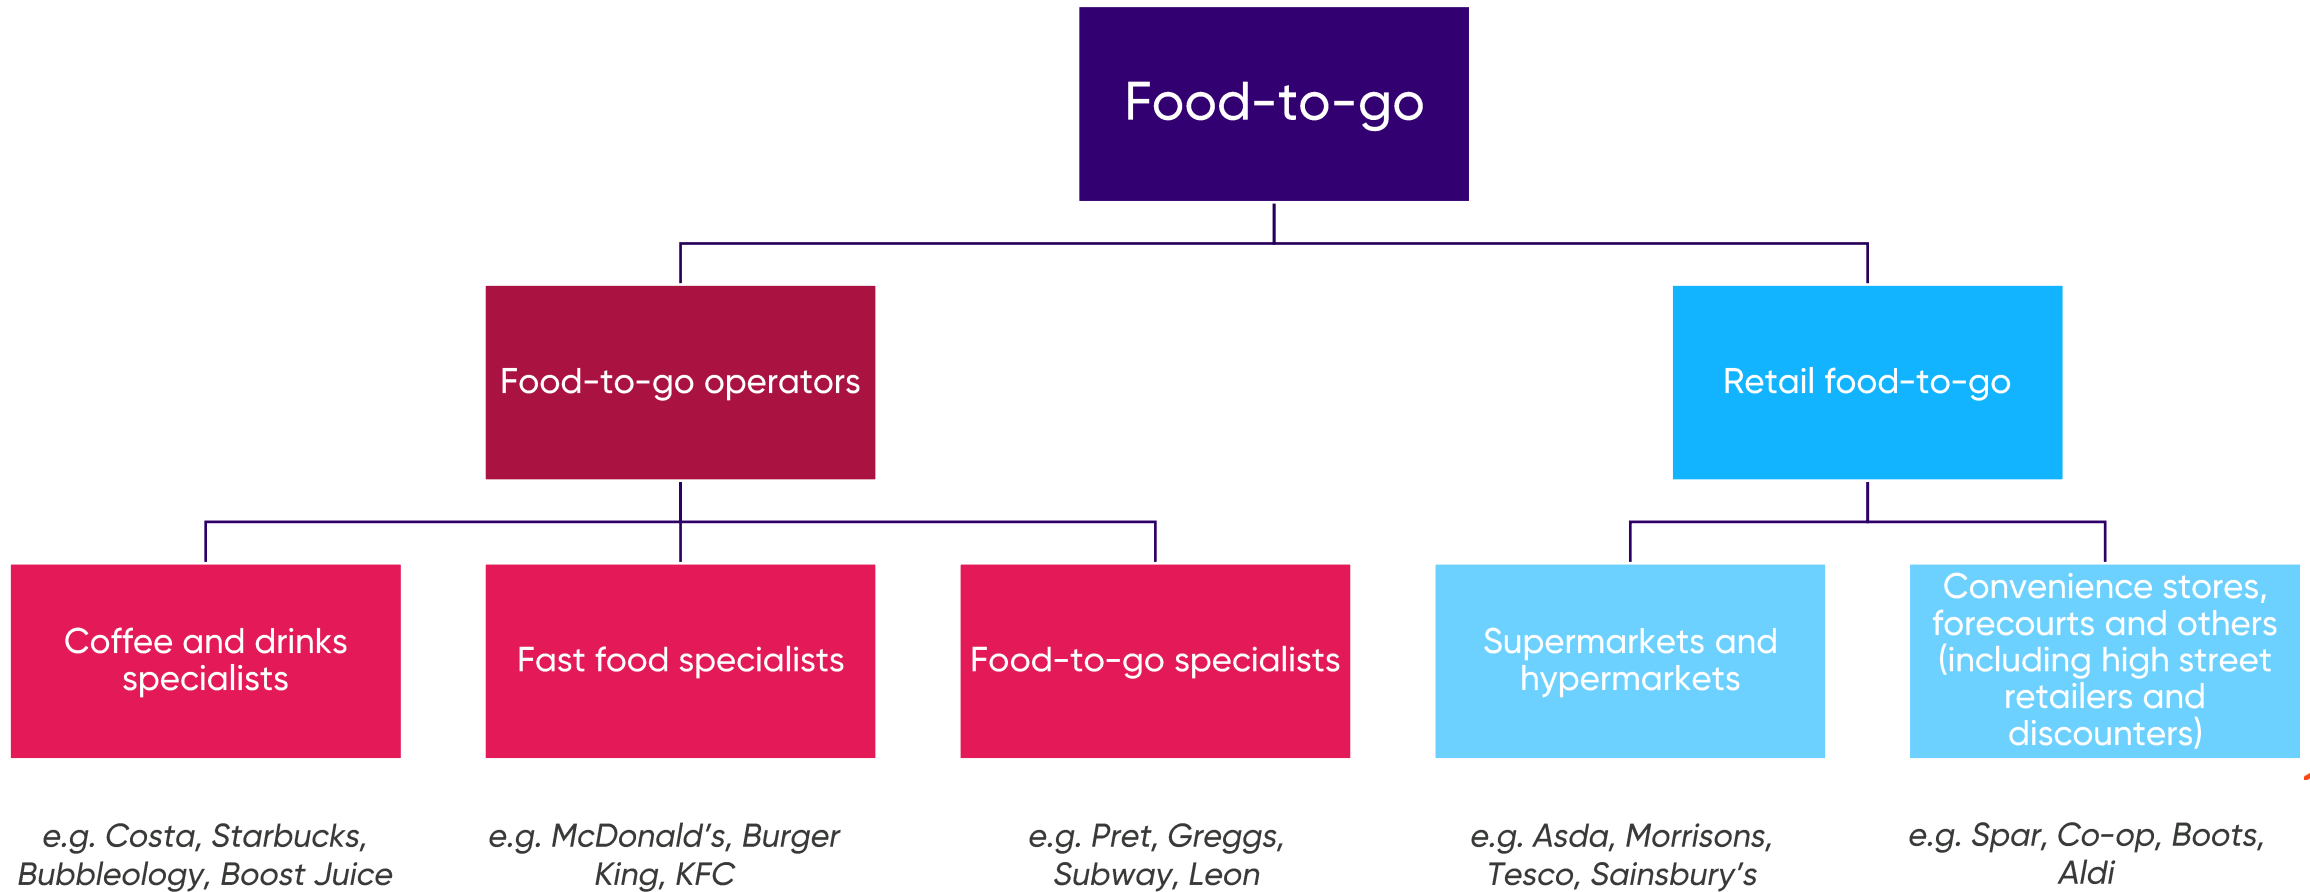 Food-to-go
Food-to-go operators
Retail food-to-go
Coffee and drinks
specialists
Fast food specialists
Food-to-go specialists
Supermarkets and
hypermarkets
Convenience stores,
forecourts and others
(including high street
retailers and
discounters)
e.g. Costa, Starbucks,
Bubbleology, Boost Juice
e.g. McDonald’s, Burger
King, KFC
e.g. Pret, Greggs,
Subway, Leon
e.g. Asda, Morrisons,
Tesco, Sainsbury’s
e.g. Spar, Co-op, Boots,
Aldi